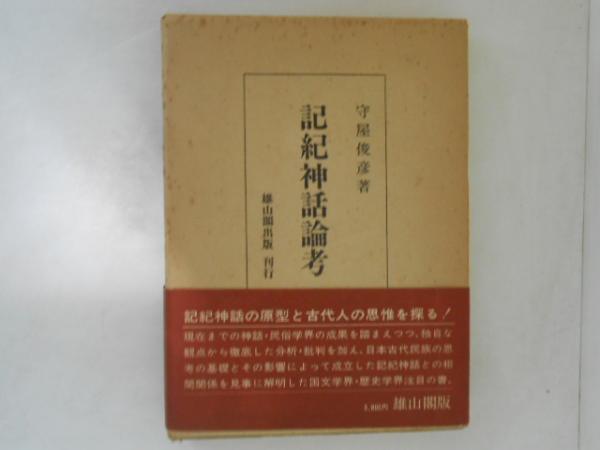 守屋俊彦著
記紀神話論考
雄山閣出版 刊行
記紀神話の原型と古代人の思惟を探る！
現在までの神話・民俗学界の成果を踏まえつつ、独自な
観点から徹底した分析・批判を加え、日本古代民族の思
考の基礎とその影響によって成立した記紀神話との相
関関係を見事に解明した国文学界・歴史学界注目の書。
雄山閣版